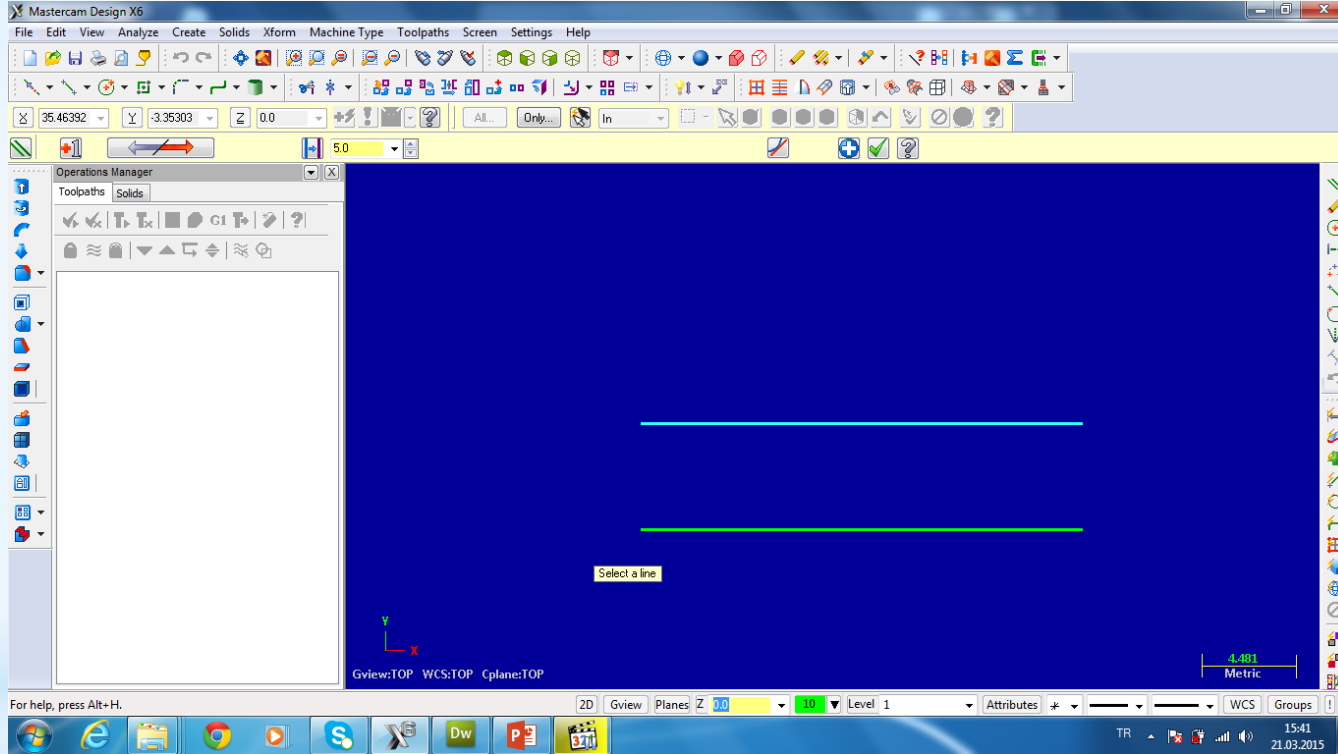 Mastercam Design X6
File Edit View Analyze Create Solids Xform Machine Type Toolpaths Screen Settings Help
X 35.46392 Y -3.35303 Z 0.0 All... Only... In
+1 5.0
Operations Manager
Toolpaths Solids
G1
Select a line
Y
X
Gview:TOP WCS:TOP Cplane:TOP
4.481
Metric
For help, press Alt+H. 2D Gview Planes Z 0.0 10 Level 1 Attributes WCS Groups !
Dw TR 15:41
21.03.2015